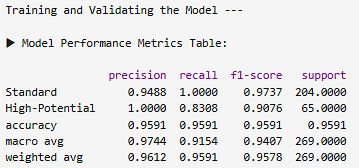 Training and Validating the Model ---
▶ Model Performance Metrics Table:
precision recall f1-score support
Standard 0.9488 1.0000 0.9737 204.0000
High-Potential 1.0000 0.8308 0.9076 65.0000
accuracy 0.9591 0.9591 0.9591 0.9591
macro avg 0.9744 0.9154 0.9407 269.0000
weighted avg 0.9612 0.9591 0.9578 269.0000